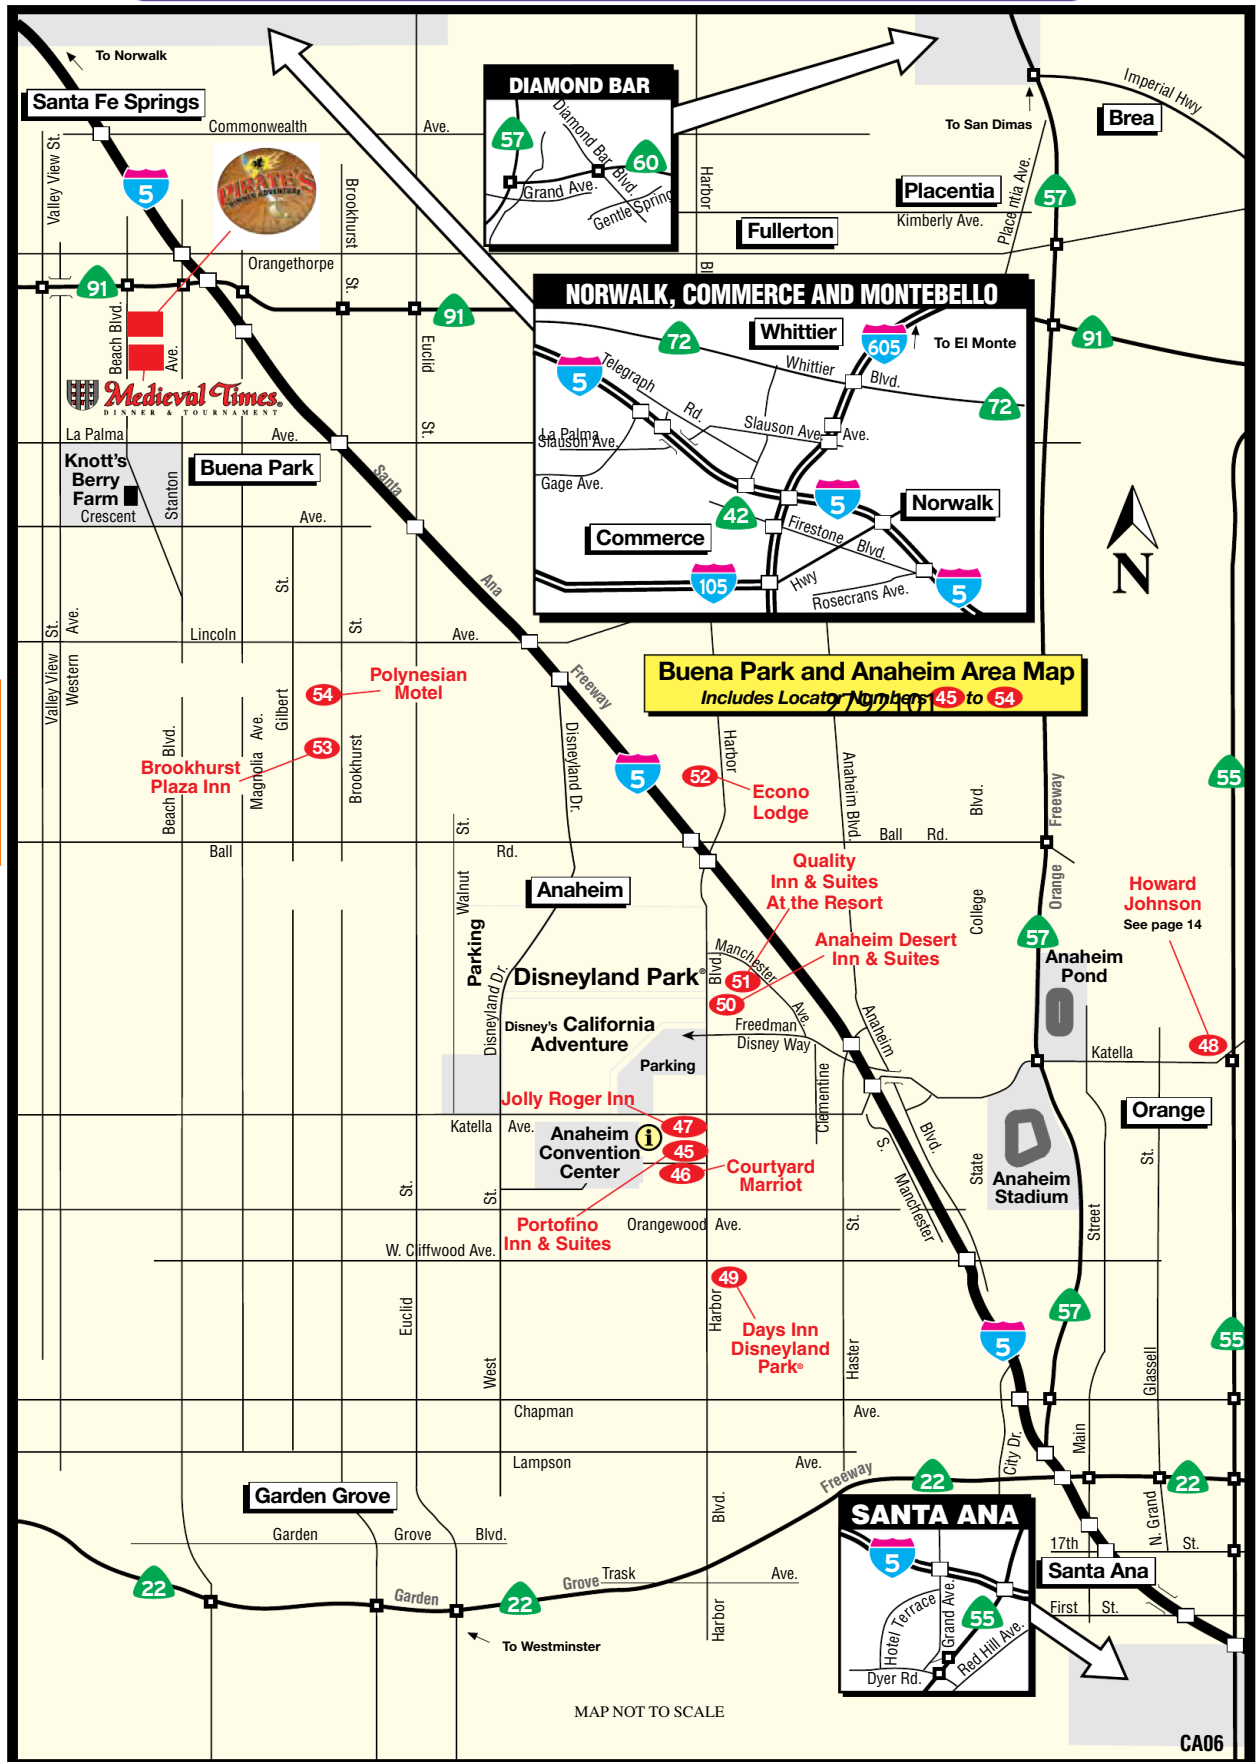 To Norwalk
Santa Fe Springs
Commonwealth
Ave.
Valley View St.
5
PIRATE'S
DINNER ADVENTURE
Brookhurst
St.
Orangethorpe
91
91
Beach Blvd.
Ave.
Euclid
St.
Medieval Times
DINNER & TOURNAMENT
La Palma
Ave.
Knott's
Berry
Farm
Crescent
Ave.
Stanton
Buena Park
Santa
Ana
Freeway
DIAMOND BAR
57
Diamond Bar
Blvd.
60
Grand Ave.
Gentle Spring
Harbor
Bl
To San Dimas
Imperial Hwy
Brea
Placentia
Kimberly Ave.
Placentia Ave.
57
Fullerton
91
NORWALK, COMMERCE AND MONTEBELLO
72
Whittier
605
To El Monte
5
Telegraph
Rd.
Whittier
Blvd.
72
La Palma
Slauson Ave.
Slauson Ave.
Ave.
Gage Ave.
5
42
Norwalk
Commerce
Firestone
Blvd.
105
Hwy
Rosecrans Ave.
5
N
Valley View
St.
Western
Ave.
Lincoln
Ave.
St.
St.
Gilbert
54
Polynesian
Motel
53
Brookhurst
Plaza Inn
Beach
Blvd.
Magnolia
Ave.
Brookhurst
Buena Park and Anaheim Area Map
Includes Locator Numbers 45 to 54
2792101
Disneyland Dr.
5
52
Econo
Lodge
Harbor
Anaheim Blvd.
Ball
Rd.
Ball
Rd.
Blvd.
College
State
Freeway
Orange
55
Anaheim
Walnut
St.
Parking
Disneyland Dr.
Disneyland Park®
Quality
Inn & Suites
At the Resort
Anaheim Desert
Inn & Suites
Manchester
Ave.
Blvd.
51
50
Howard
Johnson
See page 14
57
Anaheim
Pond
48
Katella
Disney's California
Adventure
Parking
Freedman
Disney Way
Clementine
Anaheim
Blvd.
Jolly Roger Inn
47
Katella
Ave.
Anaheim
Convention
Center
i
45
46
Courtyard
Marriot
Portofino
Inn & Suites
Orangewood
Ave.
W. Cliffwood Ave.
S.
Manchester
Anaheim
Stadium
Orange
St.
Street
St.
St.
St.
Euclid
West
49
Harbor
Days Inn
Disneyland
Park®
Haster
57
5
55
Glassell
Chapman
Ave.
Lampson
Ave.
City Dr.
Main
Garden Grove
Garden
Grove
Blvd.
Freeway
22
22
Blvd.
N. Grand
17th
St.
22
Garden
22
Grove
Trask
Ave.
To Westminster
Harbor
SANTA ANA
5
Hotel Terrace
Grand Ave.
55
Dyer Rd.
Red Hill Ave.
Santa Ana
First
St.
MAP NOT TO SCALE
CA06